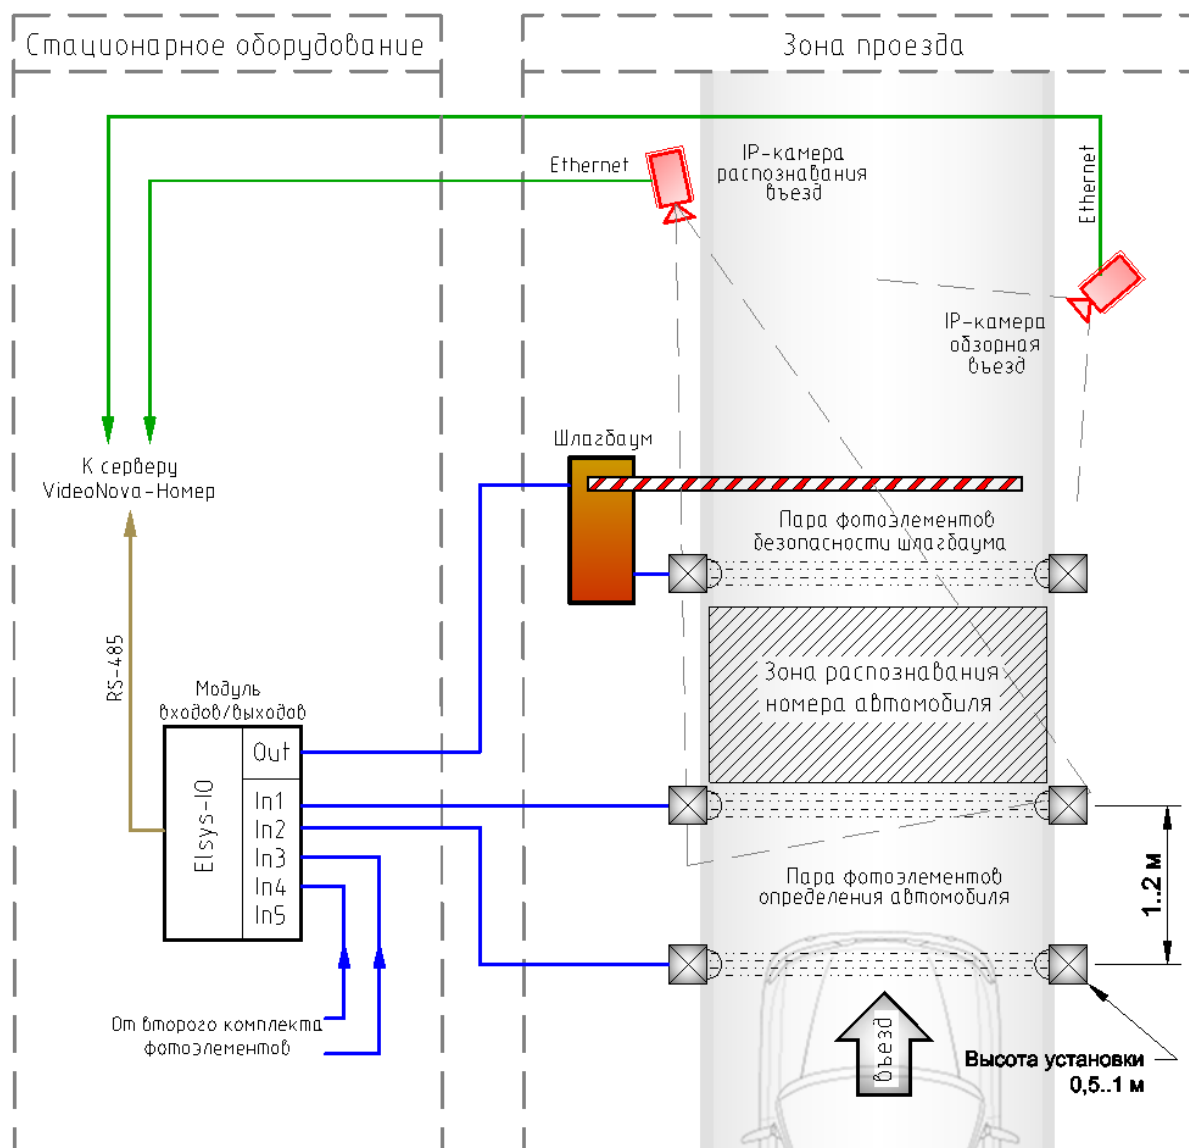 Стационарное оборудование
Зона проезда
Ethernet
IP-камера
распознавания
въезд
Ethernet
IP-камера
обзорная
въезд
Шлагбаум
К серверу
VideoNova-Номер
Пара фотоэлементов
безопасности шлагбаума
RS-485
Зона распознавания
номера автомобиля
Модуль
входов/выходов
Elsys-IO
Out
In1
In2
In3
In4
In5
Пара фотоэлементов
определения автомобиля
1..2 м
От второго комплекта
фотоэлементов
въезд
Высота установки
0,5..1 м